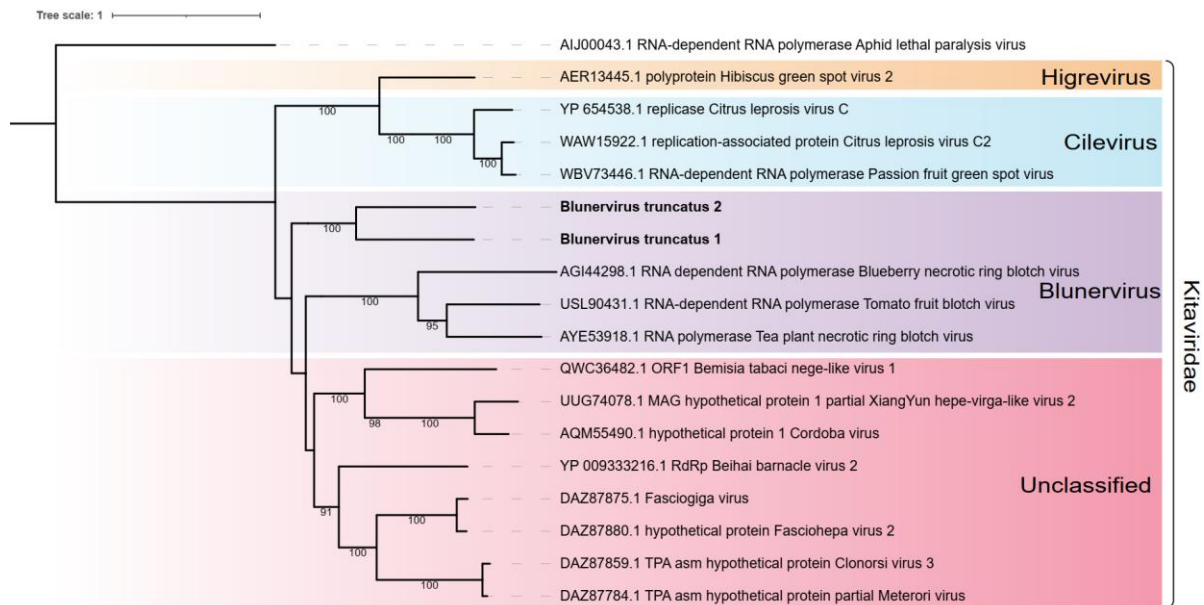 Tree scale: 1
AIJ00043.1 RNA-dependent RNA polymerase Aphid lethal paralysis virus
AER13445.1 polyprotein Hibiscus green spot virus 2
Higrevirus
100
YP 654538.1 replicase Citrus leprosis virus C
100
100
WAW15922.1 replication-associated protein Citrus leprosis virus C2
Cilevirus
100
WBV73446.1 RNA-dependent RNA polymerase Passion fruit green spot virus
Blunervirus truncatus 2
100
Blunervirus truncatus 1
AGI44298.1 RNA dependent RNA polymerase Blueberry necrotic ring blotch virus
100
Blunervirus
USL90431.1 RNA-dependent RNA polymerase Tomato fruit blotch virus
95
AYE53918.1 RNA polymerase Tea plant necrotic ring blotch virus
Kitaviridae
QWC36482.1 ORF1 Bemisia tabaci nege-like virus 1
100
UUG74078.1 MAG hypothetical protein 1 partial XiangYun hepe-virga-like virus 2
98
100
AQM55490.1 hypothetical protein 1 Cordoba virus
YP 009333216.1 RdRp Beihai barnacle virus 2
Unclassified
DAZ87875.1 Fasciogiga virus
91
100
DAZ87880.1 hypothetical protein Fasciohepa virus 2
100
DAZ87859.1 TPA asm hypothetical protein Clonorsi virus 3
100
DAZ87784.1 TPA asm hypothetical protein partial Meterori virus